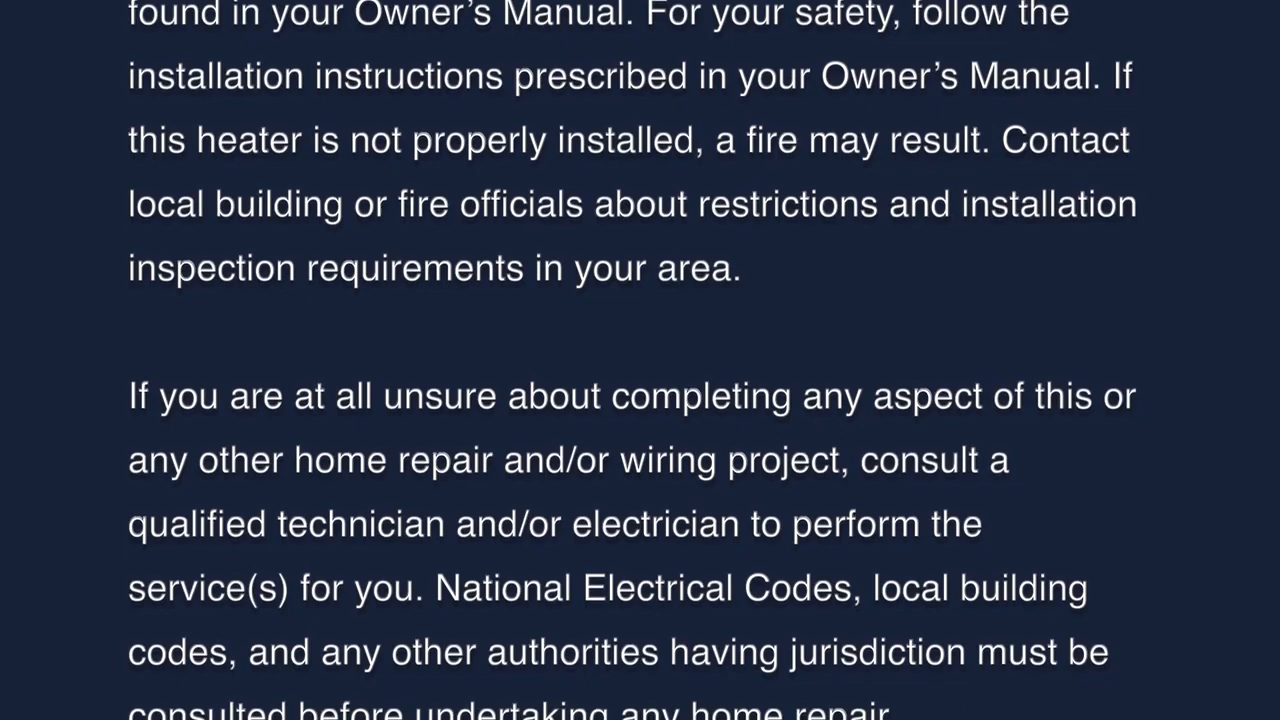 found in your Owner’s Manual. For your safety, follow the
installation instructions prescribed in your Owner’s Manual. If
this heater is not properly installed, a fire may result. Contact
local building or fire officials about restrictions and installation
inspection requirements in your area.
If you are at all unsure about completing any aspect of this or
any other home repair and/or wiring project, consult a
qualified technician and/or electrician to perform the
service(s) for you. National Electrical Codes, local building
codes, and any other authorities having jurisdiction must be
consulted before undertaking any home repair